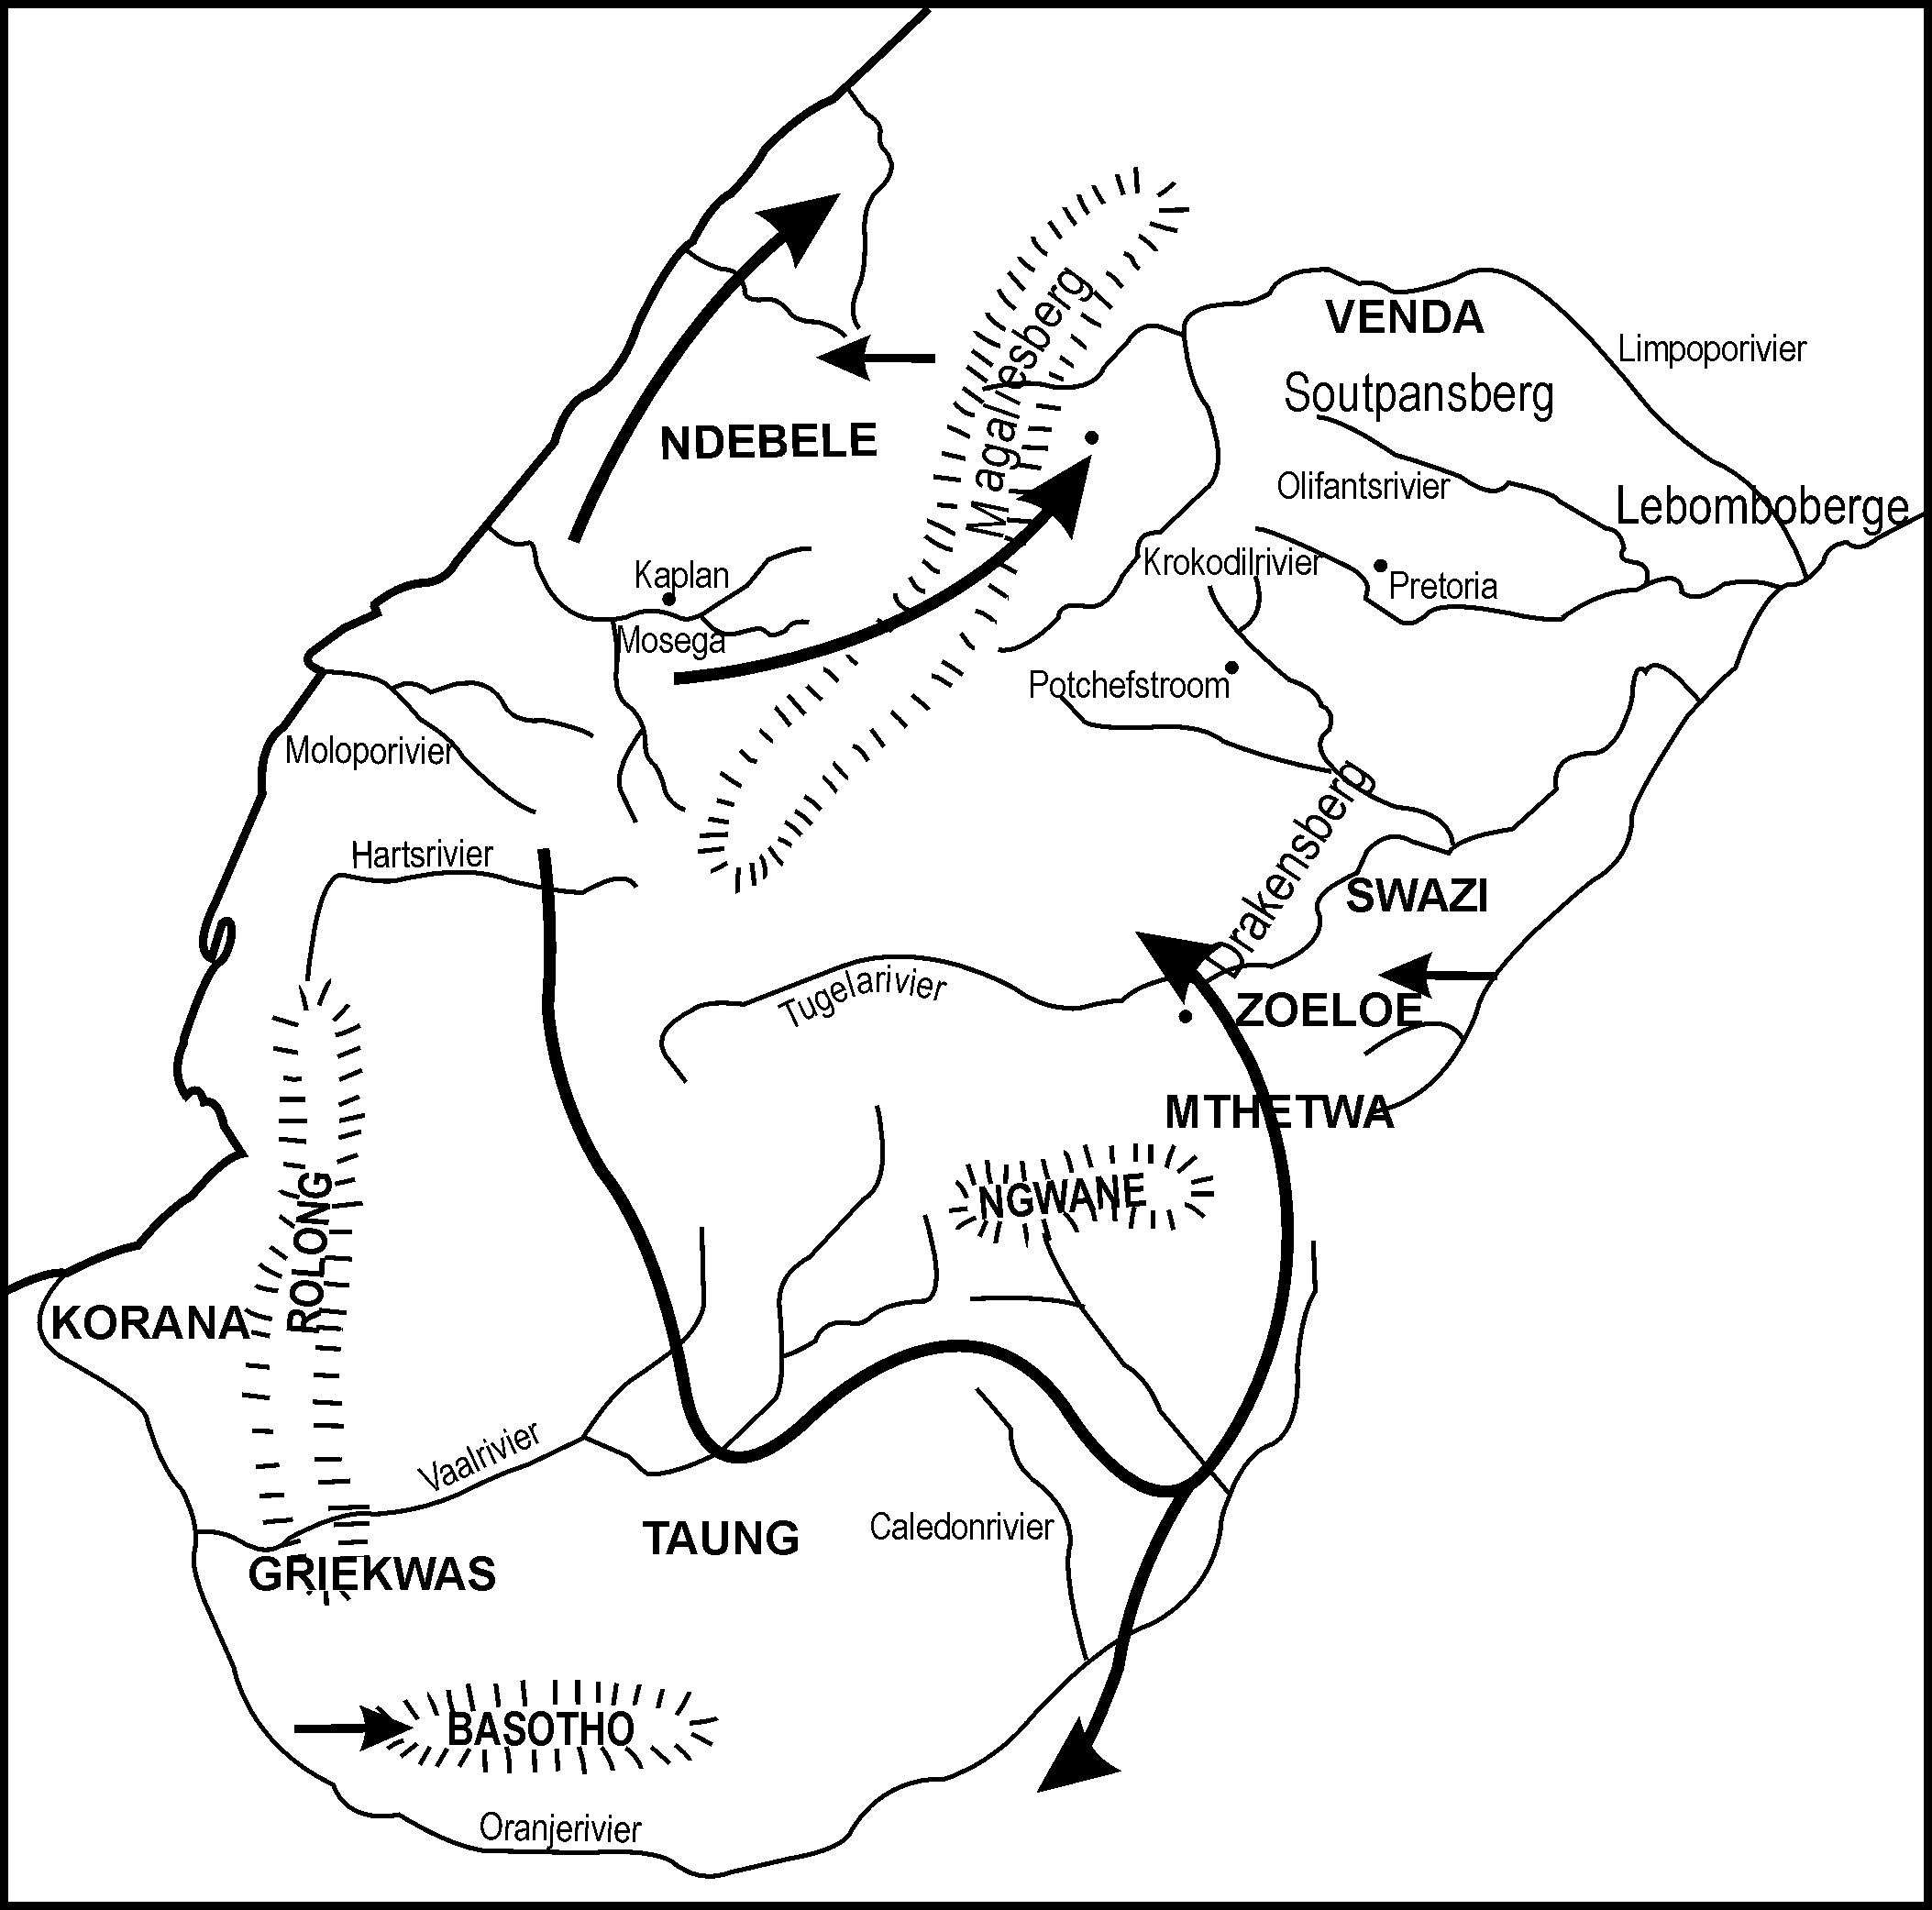 VENDA
Limpoporivier
Magaliesberg
Soutpansberg
NDEBELE
Olifantsrivier
Lebomboberge
Krokodilrivier
Kaplan
Pretoria
Mosega
Potchefstroom
Moloporivier
Drakensberg
Hartsrivier
SWAZI
S
Tugelarivier
ZOELOE
MTHETWA
NGWANE
ROLONG
KORANA
Vaalrivier
Caledonrivier
TAUNG
GRIEKWAS
BASOTHO
Oranjerivier